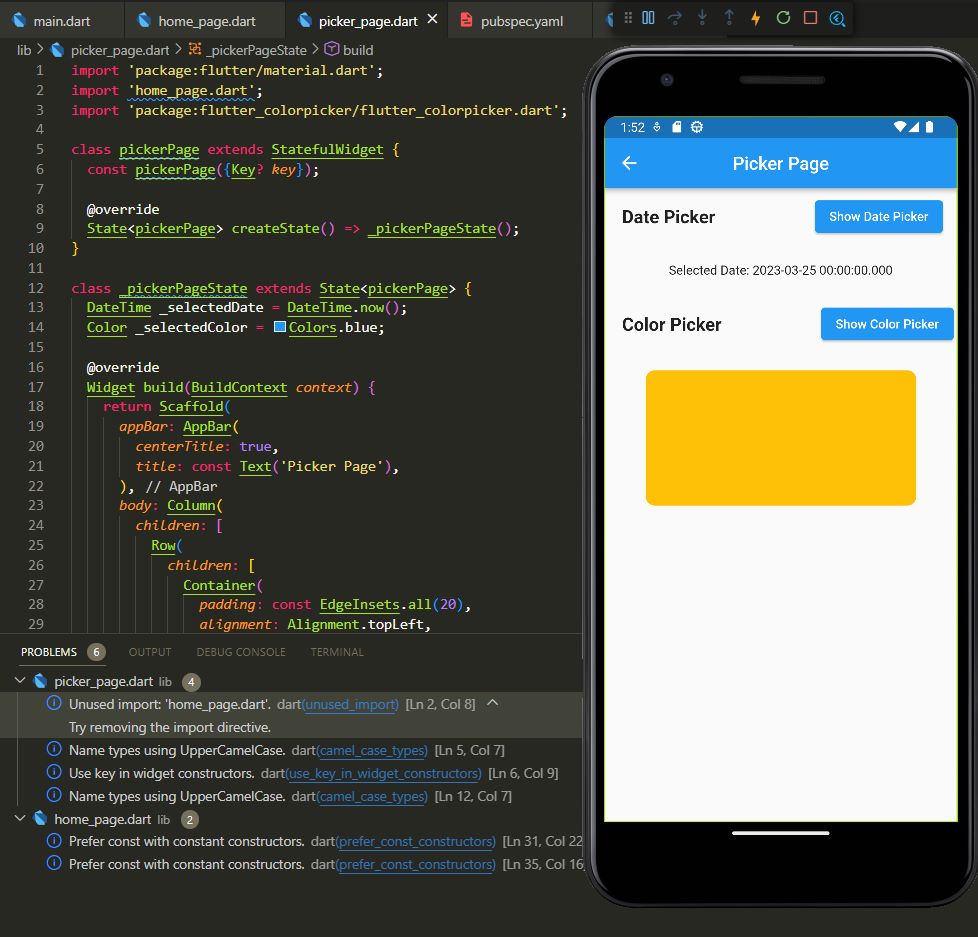 main.dart
home_page.dart
picker_page.dart
pubspec.yaml
lib > picker_page.dart > _pickerPageState > build
1 import 'package:flutter/material.dart';
2 import 'home_page.dart';
3 import 'package:flutter_colorpicker/flutter_colorpicker.dart';
4
5 class pickerPage extends StatefulWidget {
6 const pickerPage({Key? key});
7
8 @override
9 State<pickerPage> createState() => _pickerPageState();
10 }
11
12 class _pickerPageState extends State<pickerPage> {
13 DateTime _selectedDate = DateTime.now();
14 Color _selectedColor = Colors.blue;
15
16 @override
17 Widget build(BuildContext context) {
18 return Scaffold(
19 appBar: AppBar(
20 centerTitle: true,
21 title: const Text('Picker Page'),
22 ), // AppBar
23 body: Column(
24 children: [
25 Row(
26 children: [
27 Container(
28 padding: const EdgeInsets.all(20),
29 alignment: Alignment.topLeft,
PROBLEMS 6 OUTPUT DEBUG CONSOLE TERMINAL
picker_page.dart lib 4
Unused import: 'home_page.dart'. dart(unused_import) [Ln 2, Col 8]
Try removing the import directive.
Name types using UpperCamelCase. dart(camel_case_types) [Ln 5, Col 7]
Use key in widget constructors. dart(use_key_in_widget_constructors) [Ln 6, Col 9]
Name types using UpperCamelCase. dart(camel_case_types) [Ln 12, Col 7]
home_page.dart lib 2
Prefer const with constant constructors. dart(prefer_const_constructors) [Ln 31, Col 22
Prefer const with constant constructors. dart(prefer_const_constructors) [Ln 35, Col 16
1:52
Picker Page
Date Picker
Show Date Picker
Selected Date: 2023-03-25 00:00:00.000
Color Picker
Show Color Picker